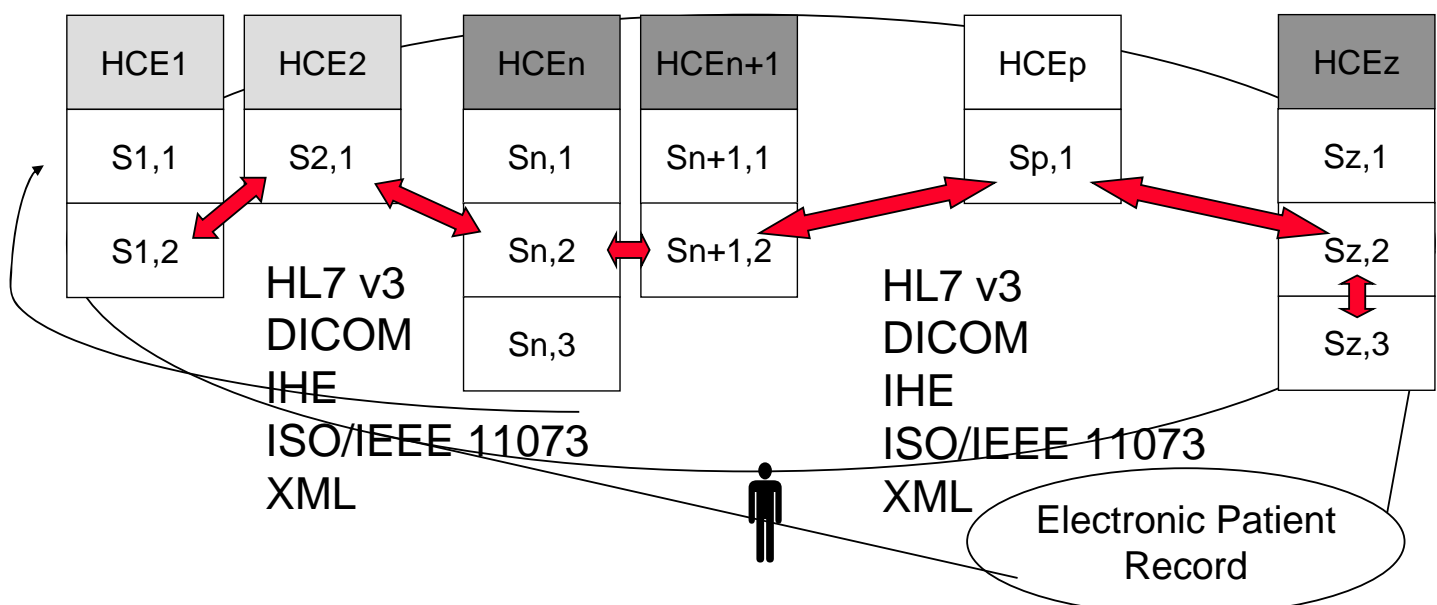 HCE1
HCE2
HCEn
HCEn+1
HCEp
HCEz
S1,1
S2,1
Sn,1
Sn+1,1
Sp,1
Sz,1
S1,2
Sn,2
Sn+1,2
Sz,2
Sn,3
Sz,3
HL7 v3
DICOM
IHE
ISO/IEEE 11073
XML
HL7 v3
DICOM
IHE
ISO/IEEE 11073
XML
Electronic Patient
Record